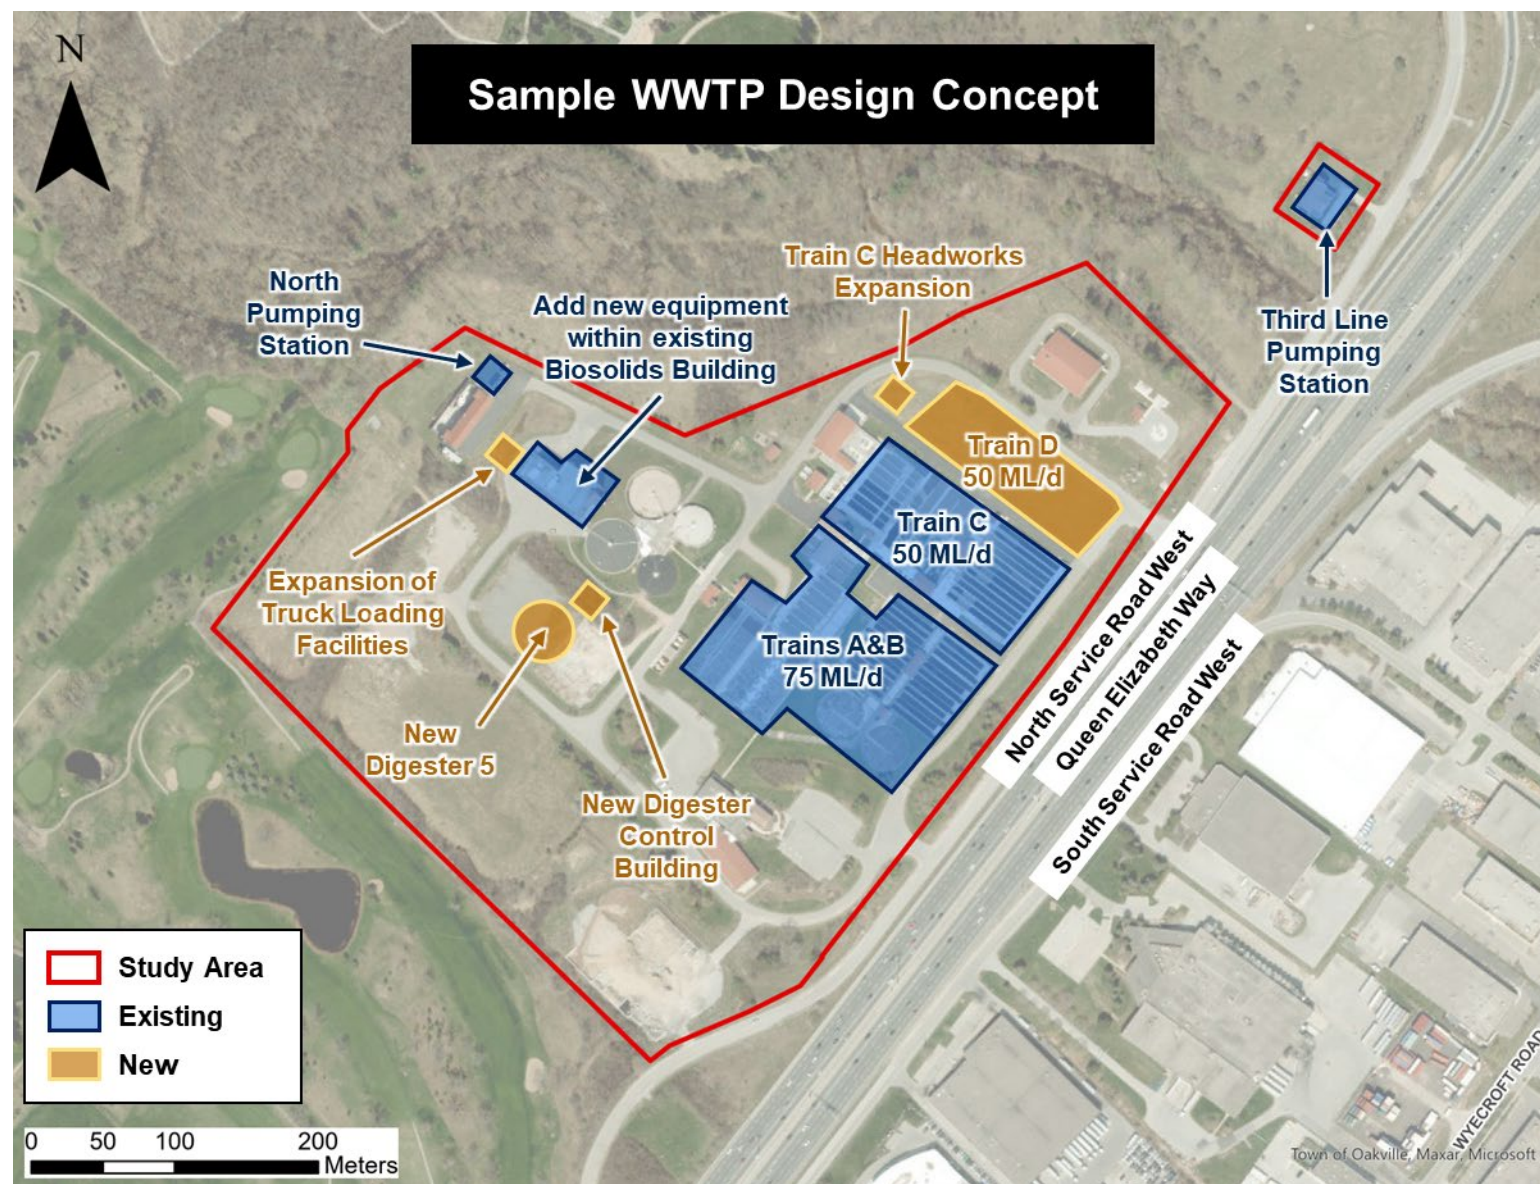 N
Sample WWTP Design Concept
Train C Headworks
Expansion
North
Pumping
Station
Add new equipment
within existing
Biosolids Building
Third Line
Pumping
Station
Train D
50 ML/d
Train C
50 ML/d
Trains A&B
75 ML/d
Expansion of
Truck Loading
Facilities
New
Digester 5
New Digester
Control
Building
North Service Road West
Queen Elizabeth Way
South Service Road West
Study Area
Existing
New
0 50 100 200
Meters
WYECROFT ROAD
Town of Oakville, Maxar, Microsoft